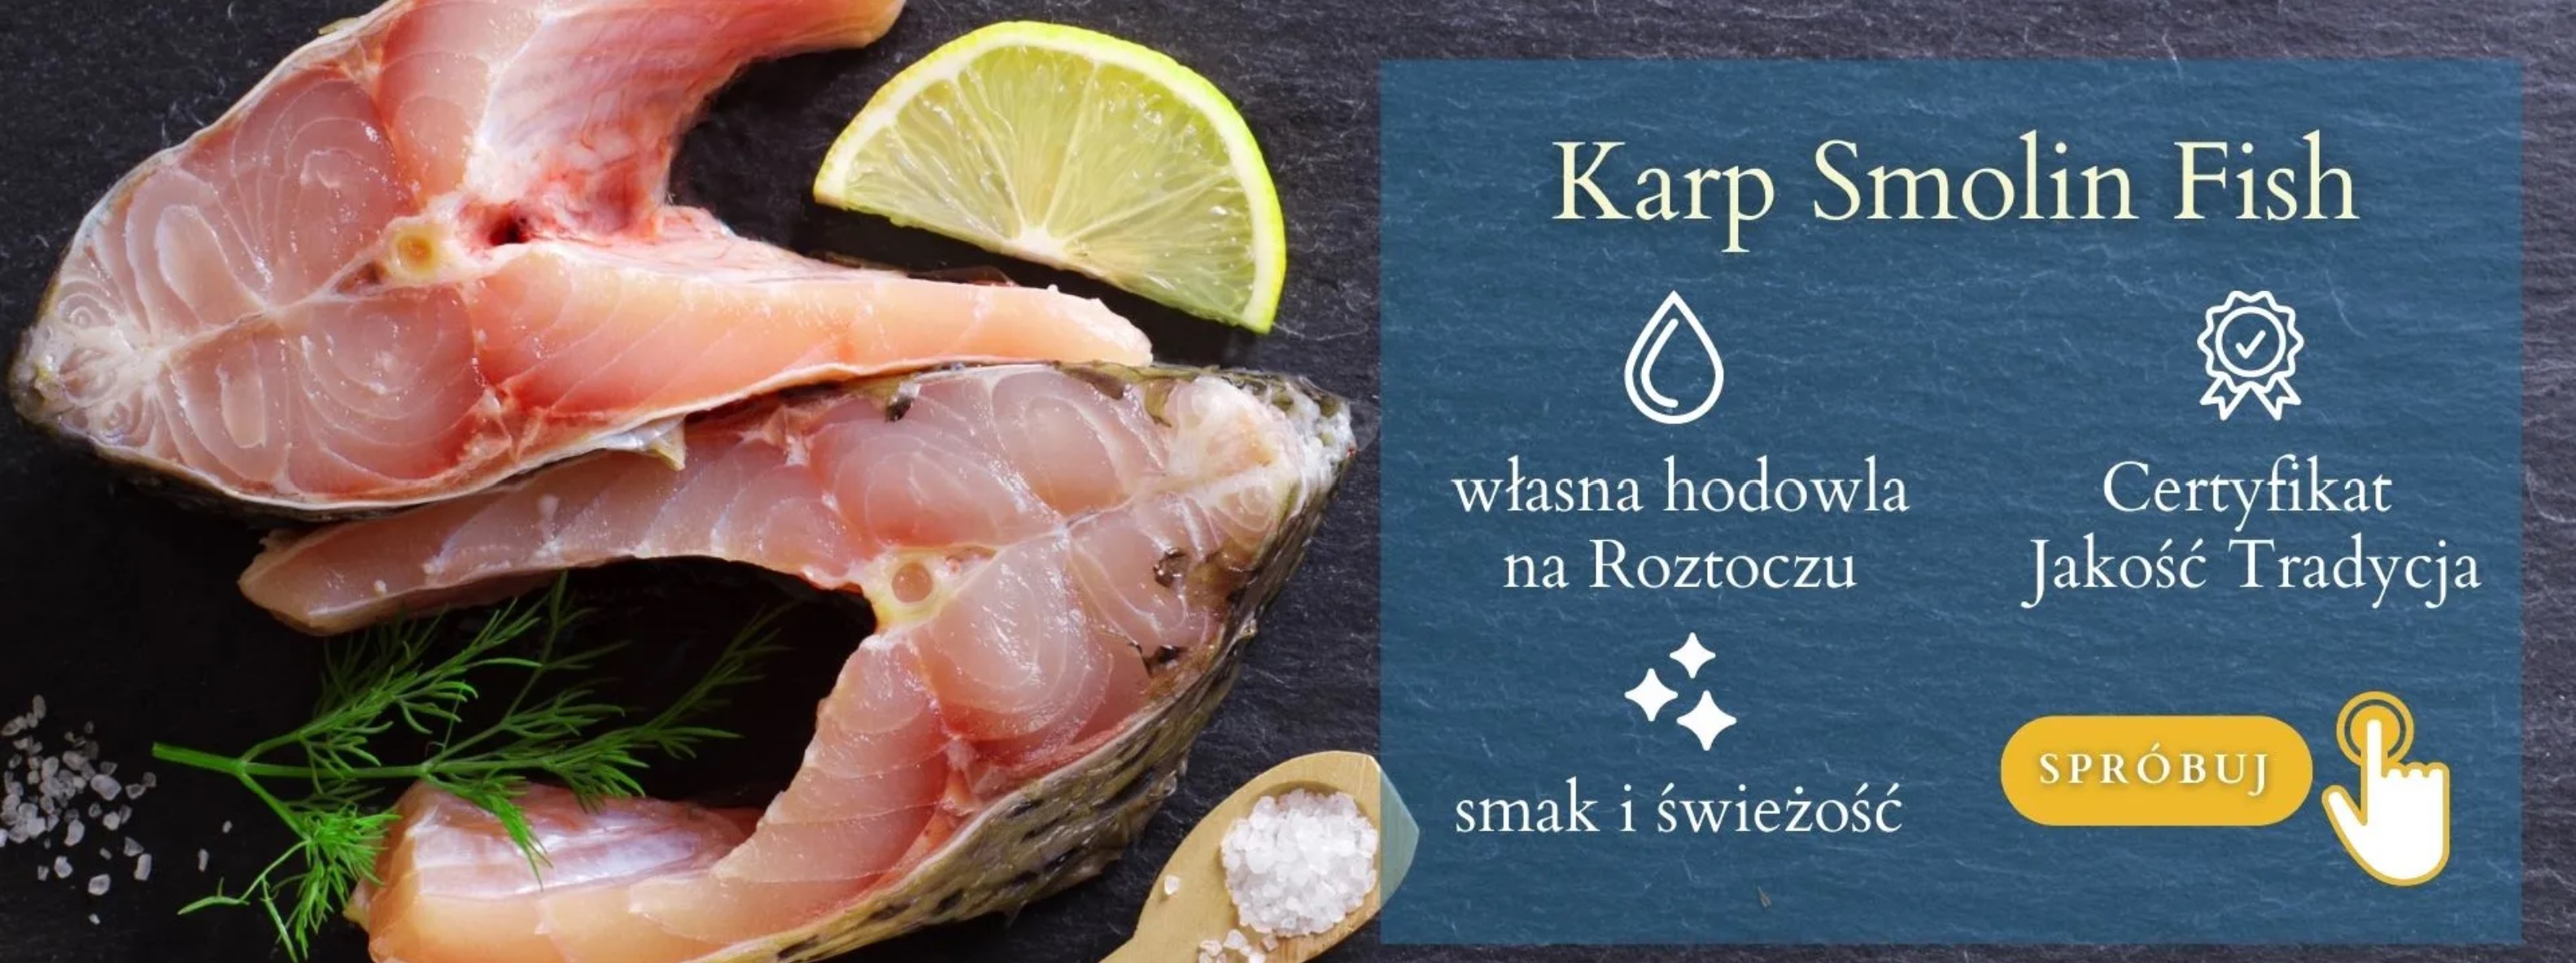 Karp Smolin Fish
własna hodowla
na Roztoczu
Certyfikat
Jakość Tradycja
smak i świeżość
SPRÓBUJ